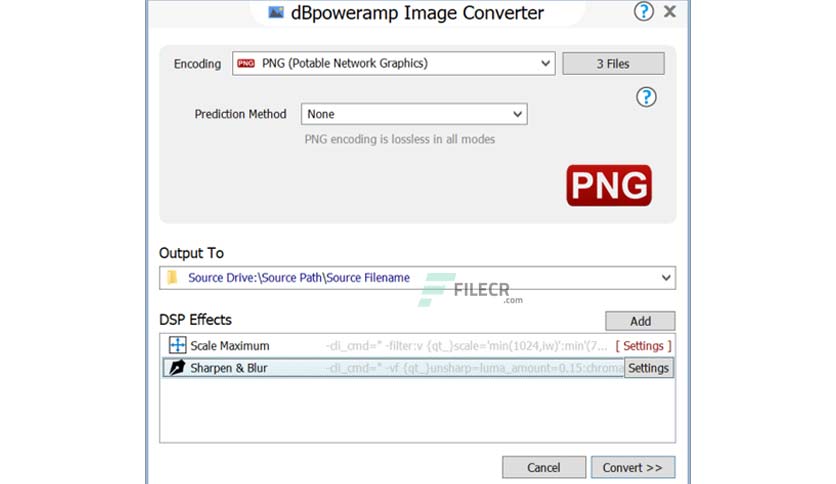 dBpoweramp Image Converter
Encoding PNG PNG (Potable Network Graphics) 3 Files
Prediction Method None
PNG encoding is lossless in all modes
PNG
Output To
Source Drive:\Source Path\Source Filename
FILECR
.com
DSP Effects Add
Scale Maximum -cli_cmd=" -filter:v {qt_}scale='min(1024,iw)':min'(7... [ Settings ]
Sharpen & Blur -cli_cmd=" -vf {qt_}unsharp=luma_amount=0.15:chroma Settings
Cancel Convert >>